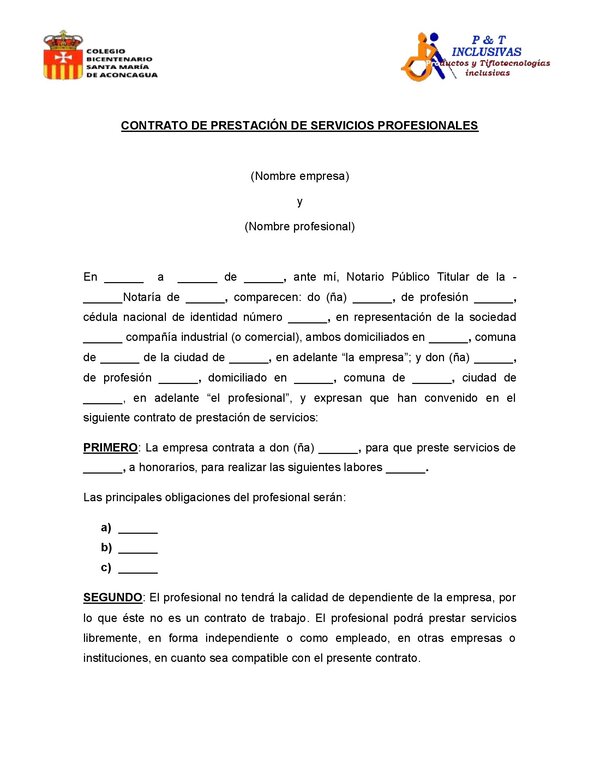 COLEGIO
BICENTENARIO
SANTA MARÍA
DE ACONCAGUA
P & T
INCLUSIVAS
Productos y Tiflotecnologías
inclusivas
CONTRATO DE PRESTACIÓN DE SERVICIOS PROFESIONALES
(Nombre empresa)
y
(Nombre profesional)
En ______ a ______ de ______, ante mí, Notario Público Titular de la -
______Notaría de ______, comparecen: do (ña) ______, de profesión ______,
cédula nacional de identidad número ______, en representación de la sociedad
______ compañía industrial (o comercial), ambos domiciliados en ______, comuna
de ______ de la ciudad de ______, en adelante “la empresa”; y don (ña) ______,
de profesión ______, domiciliado en ______, comuna de ______, ciudad de
______, en adelante “el profesional”, y expresan que han convenido en el
siguiente contrato de prestación de servicios:
PRIMERO: La empresa contrata a don (ña) ______, para que preste servicios de
______, a honorarios, para realizar las siguientes labores ______.
Las principales obligaciones del profesional serán:
a) ______
b) ______
c) ______
SEGUNDO: El profesional no tendrá la calidad de dependiente de la empresa, por
lo que éste no es un contrato de trabajo. El profesional podrá prestar servicios
libremente, en forma independiente o como empleado, en otras empresas o
instituciones, en cuanto sea compatible con el presente contrato.